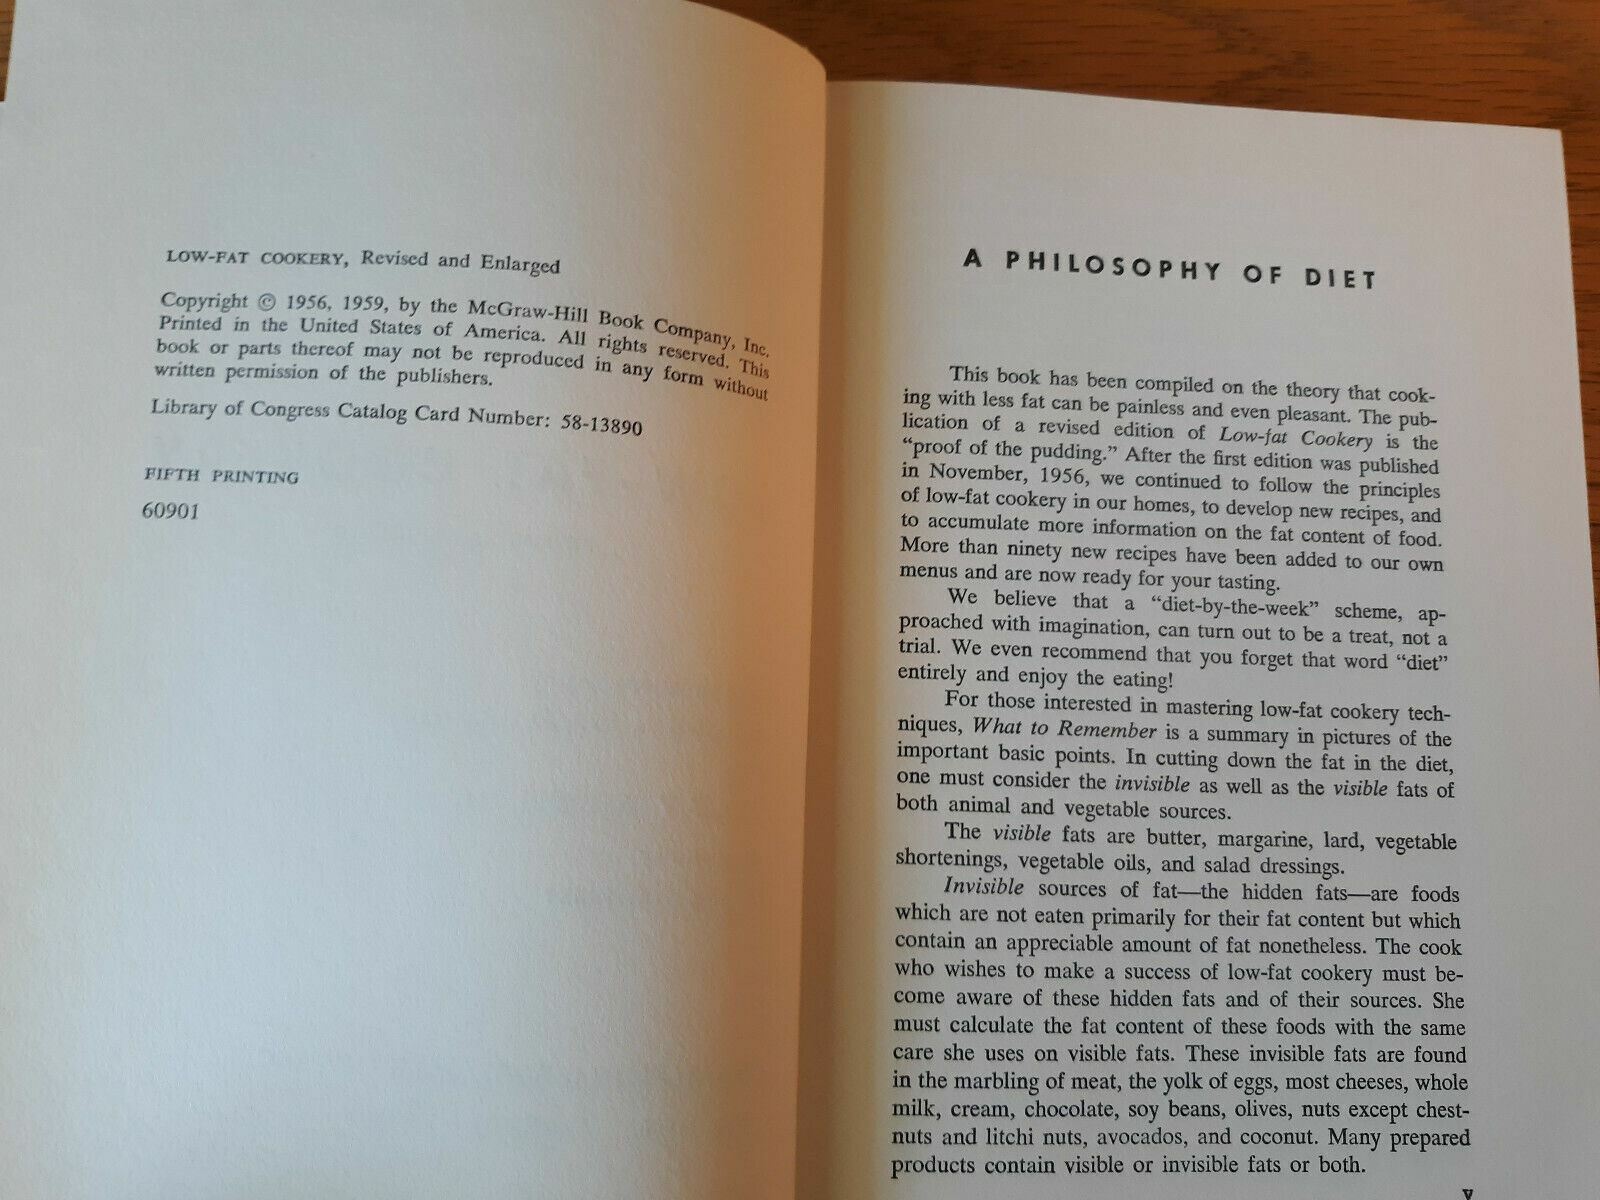 LOW-FAT COOKERY, Revised and Enlarged
Copyright © 1956, 1959, by the McGraw-Hill Book Company, Inc.
Printed in the United States of America. All rights reserved. This
book or parts thereof may not be reproduced in any form without
written permission of the publishers.
Library of Congress Catalog Card Number: 58-13890
FIFTH PRINTING
60901
A PHILOSOPHY OF DIET
This book has been compiled on the theory that cook-
ing with less fat can be painless and even pleasant. The pub-
lication of a revised edition of Low-fat Cookery is the
“proof of the pudding.” After the first edition was published
in November, 1956, we continued to follow the principles
of low-fat cookery in our homes, to develop new recipes, and
to accumulate more information on the fat content of food.
More than ninety new recipes have been added to our own
menus and are now ready for your tasting.
We believe that a “diet-by-the-week” scheme, ap-
proached with imagination, can turn out to be a treat, not a
trial. We even recommend that you forget that word “diet”
entirely and enjoy the eating!
For those interested in mastering low-fat cookery tech-
niques, What to Remember is a summary in pictures of the
important basic points. In cutting down the fat in the diet,
one must consider the invisible as well as the visible fats of
both animal and vegetable sources.
The visible fats are butter, margarine, lard, vegetable
shortenings, vegetable oils, and salad dressings.
Invisible sources of fat—the hidden fats—are foods
which are not eaten primarily for their fat content but which
contain an appreciable amount of fat nonetheless. The cook
who wishes to make a success of low-fat cookery must be-
come aware of these hidden fats and of their sources. She
must calculate the fat content of these foods with the same
care she uses on visible fats. These invisible fats are found
in the marbling of meat, the yolk of eggs, most cheeses, whole
milk, cream, chocolate, soy beans, olives, nuts except chest-
nuts and litchi nuts, avocados, and coconut. Many prepared
products contain visible or invisible fats or both.
v